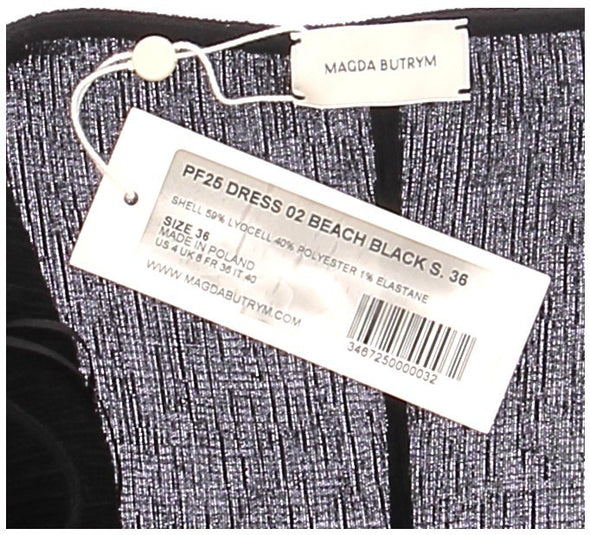 MAGDA BUTRYM
PF25 DRESS 02 BEACH BLACK S. 36
SHELL 59% LYOCELL 40% POLYESTER 1% ELASTANE
SIZE 36
MADE IN POLAND
US 4 UK 8 FR 36 IT 40
WWW.MAGDABUTRYM.COM
3467250000032